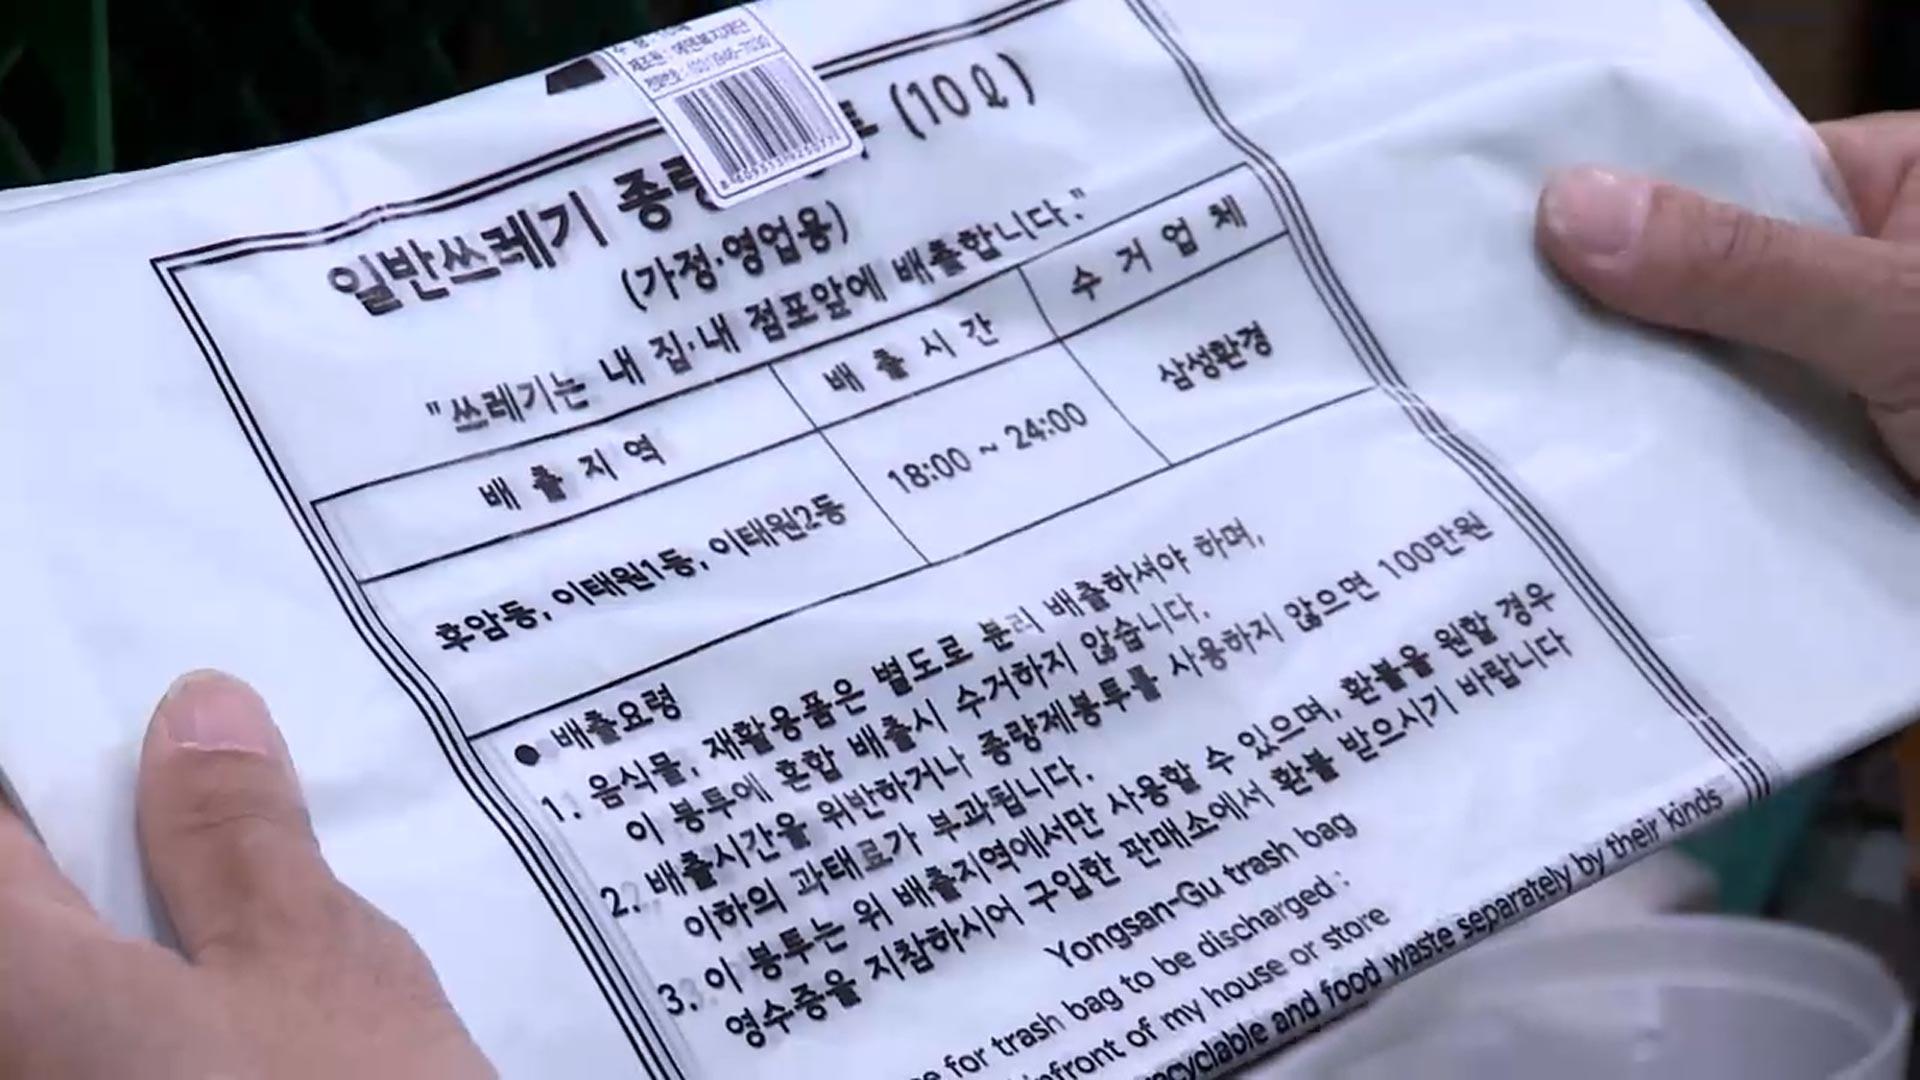 제조원 : 에덴복지재단
일반쓰레기 종량 (10ℓ)
(가정·영업용)
"쓰레기는 내 집·내 점포앞에 배출합니다."
배 출 지 역 배 출 시 간 수 거 업 체
후암동, 이태원1동, 이태원2동 18:00 ~ 24:00 삼성환경
● 배출요령
1. 음식물, 재활용품은 별도로 분리 배출하셔야 하며,
이 봉투에 혼합 배출시 수거하지 않습니다.
2. 배출시간을 위반하거나 종량제봉투를 사용하지 않으면 100만원
이하의 과태료가 부과됩니다.
3. 이 봉투는 위 배출지역에서만 사용할 수 있으며, 환불을 원할 경우
영수증을 지참하시어 구입한 판매소에서 환불 받으시기 바랍니다
Yongsan-Gu trash bag
for trash bag to be discharged :
front of my house or store
and food waste separately by their kinds